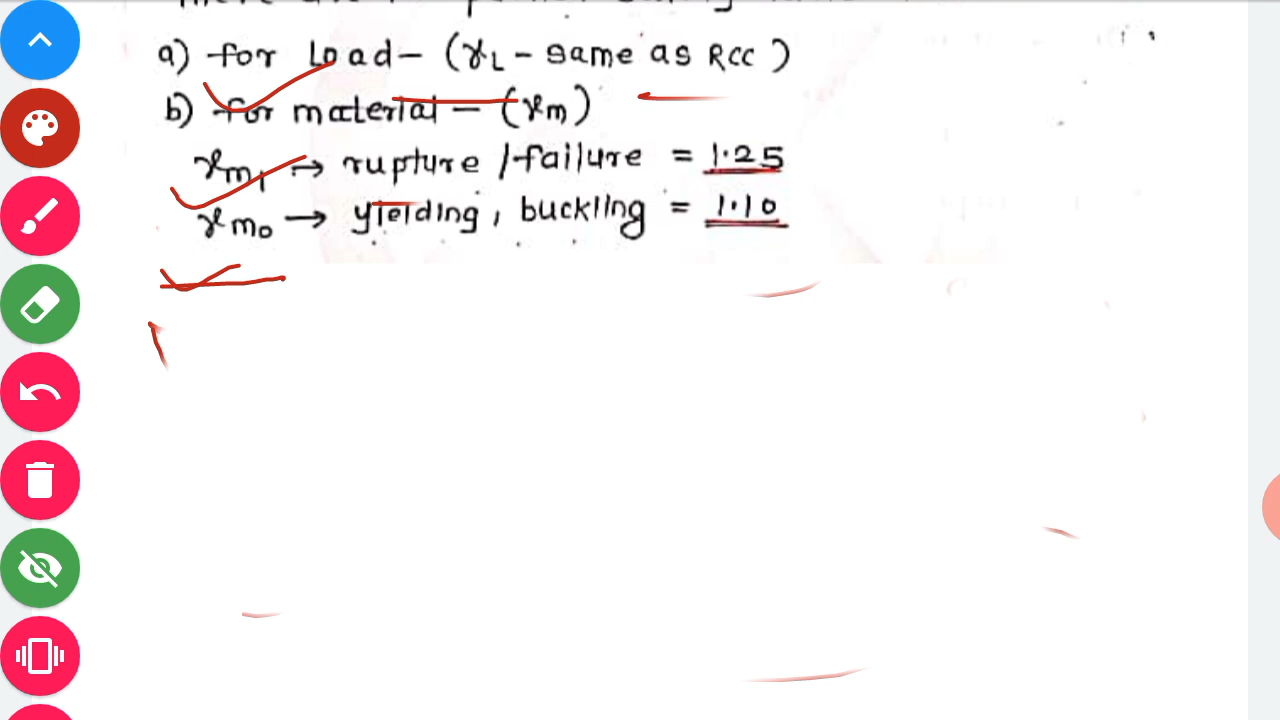 a) for Load- (γL - same as RCC )
b) for material - (γm)
γm1 → rupture /failure = 1.25
γm0 → yielding, buckling = 1.10